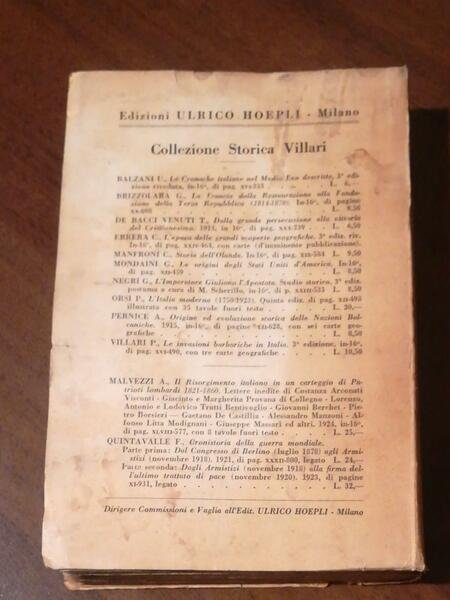 Edizioni ULRICO HOEPLI - Milano
Collezione Storica Villari
BALZANI U., Le Cronache italiane nel Medio Evo descritte, 3ª edi-
zione riveduta, in-16º, di pag. XVI-333 . . L. 6,—
BRIZZOLARA G., La Francia dalla Restaurazione alla Fonda-
zione della Terza Repubblica (1814-1870). In-16º, di pagine
XX-608 L. 8,50
DE BACCI VENUTI T., Dalla grande persecuzione alla vittoria
del Cristianesimo. 1913, in 16º, di pag. XVI-339 . L. 6,50
ERRERA C., L'epoca delle grandi scoperte geografiche. 3ª ediz. riv.
In-16º, di pag. XIIV-464, con carte (d'imminente pubblicazione).
MANFRONI C., Storia dell'Olanda. In-16º, di pag. XII-584 L. 9,50
MONDAINI G., Le origini degli Stati Uniti d'America. In-16º,
di pag. XII-459 L. 8,50
NEGRI G., L'Imperatore Giuliano l'Apostata. Studio storico, 3ª ediz.
postuma a cura di M. Scherillo, in-16º, di p. XXIII-533 L. 8,50
ORSI P., L'Italia moderna (1750-1923). Quinta ediz. di pag. XII-493
illustrata con 35 tavole fuori testo . . . L. 20,—
PERNICE A., Origine ed evoluzione storica delle Nazioni Bal-
caniche. 1915, in-16º, di pagine XII-628, con sei carte geo-
grafiche L. 8,50
VILLARI P., Le invasioni barbariche in Italia. 3ª edizione, in-16º,
di pag. XVI-490, con tre carte geografiche . . L. 10,50
MALVEZZI A., Il Risorgimento italiano in un carteggio di Pa-
trioti lombardi 1821-1860. Lettere inedite di Costanza Arconati
Visconti - Giacinto e Margherita Provana di Collegno - Lorenzo,
Antonio e Lodovico Trotti Bentivoglio - Giovanni Berchet - Pie-
tro Borsieri — Gaetano De Castillia - Alessandro Manzoni - Al-
fonso Litta Modignani - Giuseppe Massari ed altri. 1924, in-16º,
di pag. XLVIII-577, con 8 tavole fuori testo . . L. 25,—
QUINTAVALLE F., Cronistoria della guerra mondiale.
Parte prima: Dal Congresso di Berlino (luglio 1878) agli Armi-
stizi (novembre 1918). 1921, di pag. XXXII-800, legato L. 24,—
Parte seconda: Dagli Armistizi (novembre 1918) alla firma del-
l'ultimo trattato di pace (novembre 1920). 1923, di pagine
XI-931, legato L. 32,—
Dirigere Commissioni e Vaglia all'Edit. ULRICO HOEPLI - Milano